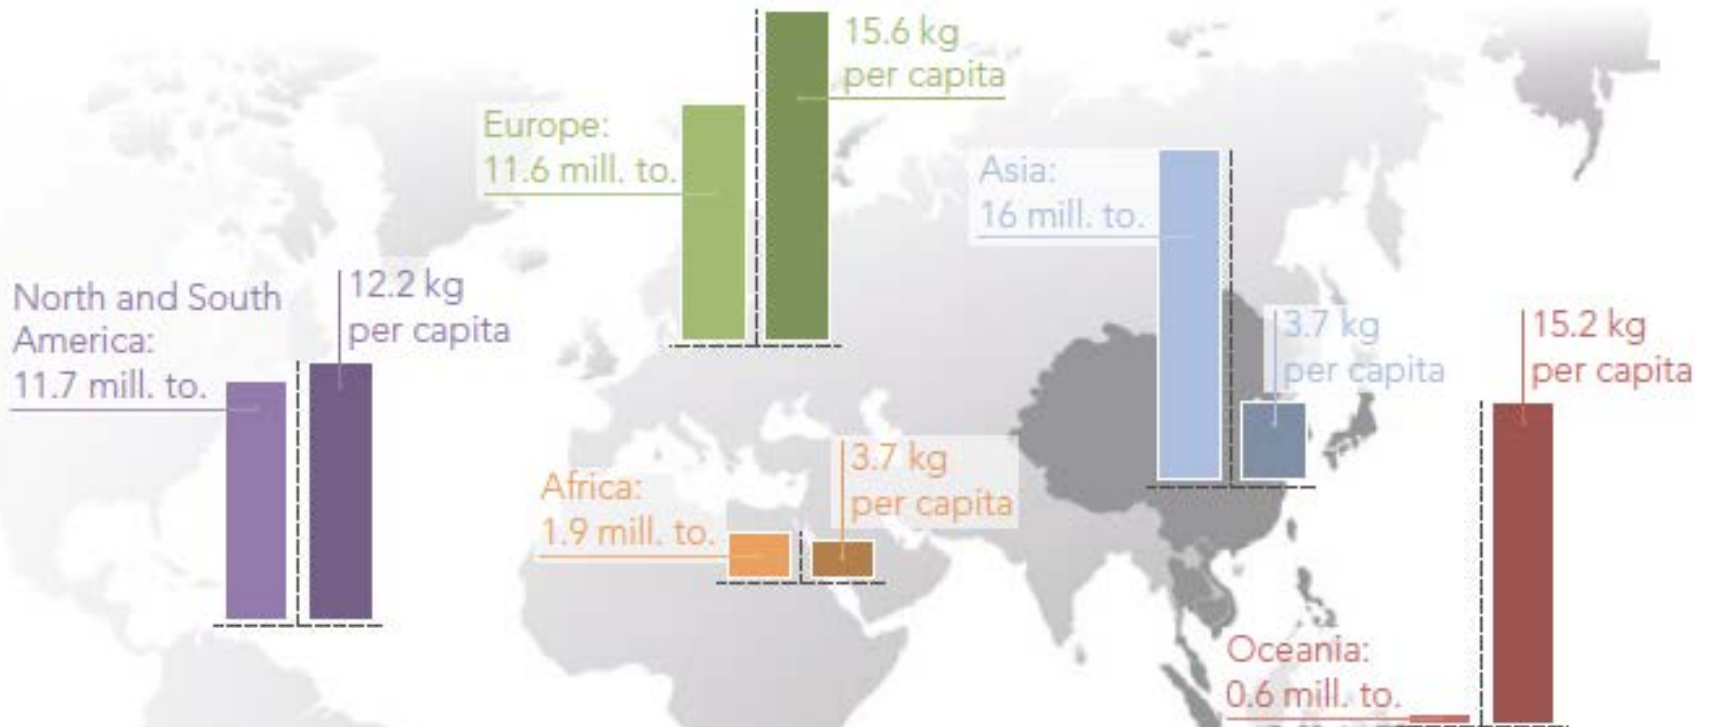 15.6 kg
per capita
Europe:
11.6 mill. to.
Asia:
16 mill. to.
12.2 kg
per capita
North and South
America:
11.7 mill. to.
3.7 kg
per capita
15.2 kg
per capita
3.7 kg
per capita
Africa:
1.9 mill. to.
Oceania:
0.6 mill. to.